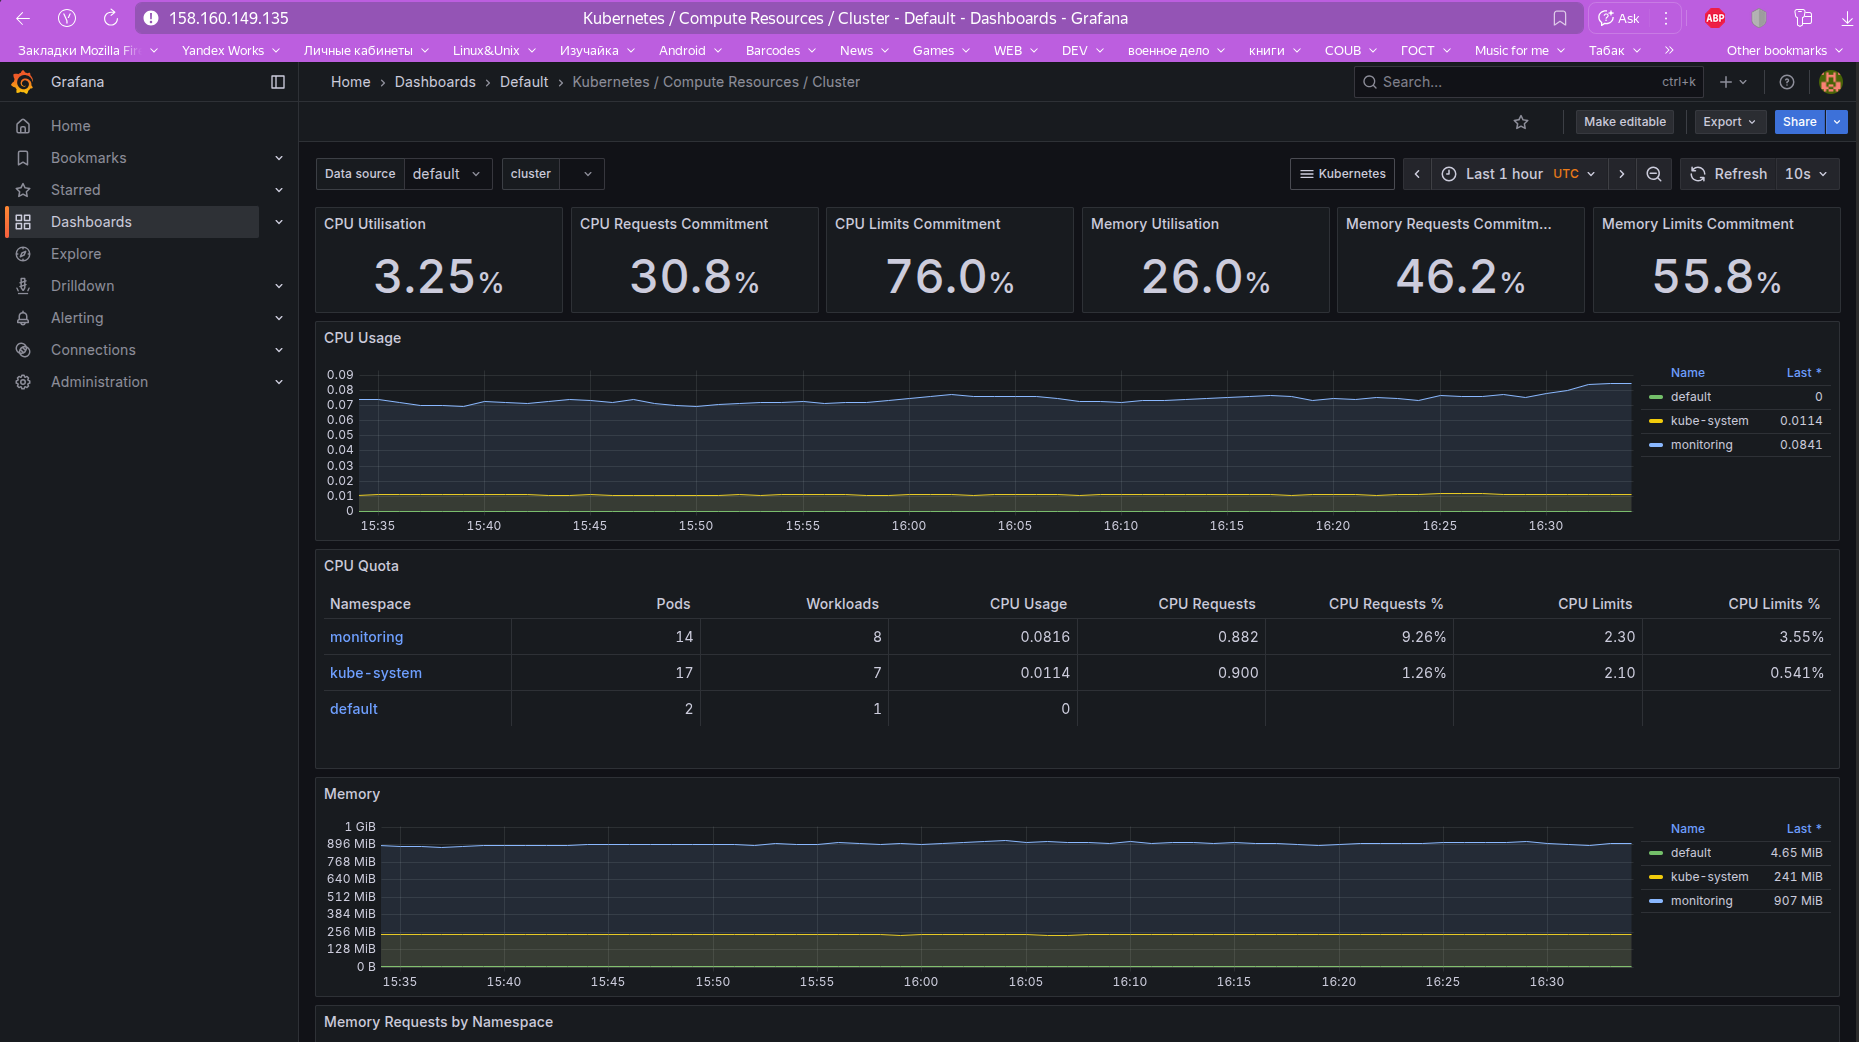 158.160.149.135
Kubernetes / Compute Resources / Cluster - Default - Dashboards - Grafana
Ask
ABP
Закладки Mozilla Fir
Yandex Works
Личные кабинеты
Linux&Unix
Изучайка
Android
Barcodes
News
Games
WEB
DEV
военное дело
книги
COUB
ГОСТ
Music for me
Табак
Other bookmarks
Grafana
Home › Dashboards › Default › Kubernetes / Compute Resources / Cluster
Search...
ctrl+k
Home
Bookmarks
Starred
Dashboards
Explore
Drilldown
Alerting
Connections
Administration
Make editable
Export
Share
Data source default
cluster
Kubernetes
Last 1 hour UTC
Refresh 10s
CPU Utilisation
3.25%
CPU Requests Commitment
30.8%
CPU Limits Commitment
76.0%
Memory Utilisation
26.0%
Memory Requests Commitm...
46.2%
Memory Limits Commitment
55.8%
CPU Usage
0.09
0.08
0.07
0.06
0.05
0.04
0.03
0.02
0.01
0
15:35 15:40 15:45 15:50 15:55 16:00 16:05 16:10 16:15 16:20 16:25 16:30
Name Last *
default 0
kube-system 0.0114
monitoring 0.0841
CPU Quota
Namespace Pods Workloads CPU Usage CPU Requests CPU Requests % CPU Limits CPU Limits %
monitoring 14 8 0.0816 0.882 9.26% 2.30 3.55%
kube-system 17 7 0.0114 0.900 1.26% 2.10 0.541%
default 2 1 0
Memory
1 GiB
896 MiB
768 MiB
640 MiB
512 MiB
384 MiB
256 MiB
128 MiB
0 B
15:35 15:40 15:45 15:50 15:55 16:00 16:05 16:10 16:15 16:20 16:25 16:30
Name Last *
default 4.65 MiB
kube-system 241 MiB
monitoring 907 MiB
Memory Requests by Namespace